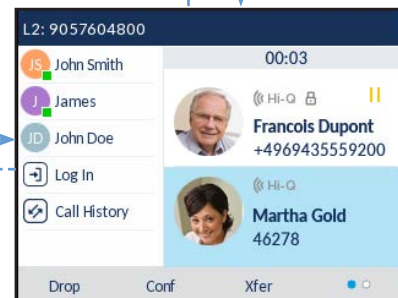 L2: 9057604800
JS John Smith
J James
JD John Doe
Log In
Call History
00:03
Hi-Q
Francois Dupont
+4969435559200
Hi-Q
Martha Gold
46278
Drop Conf Xfer